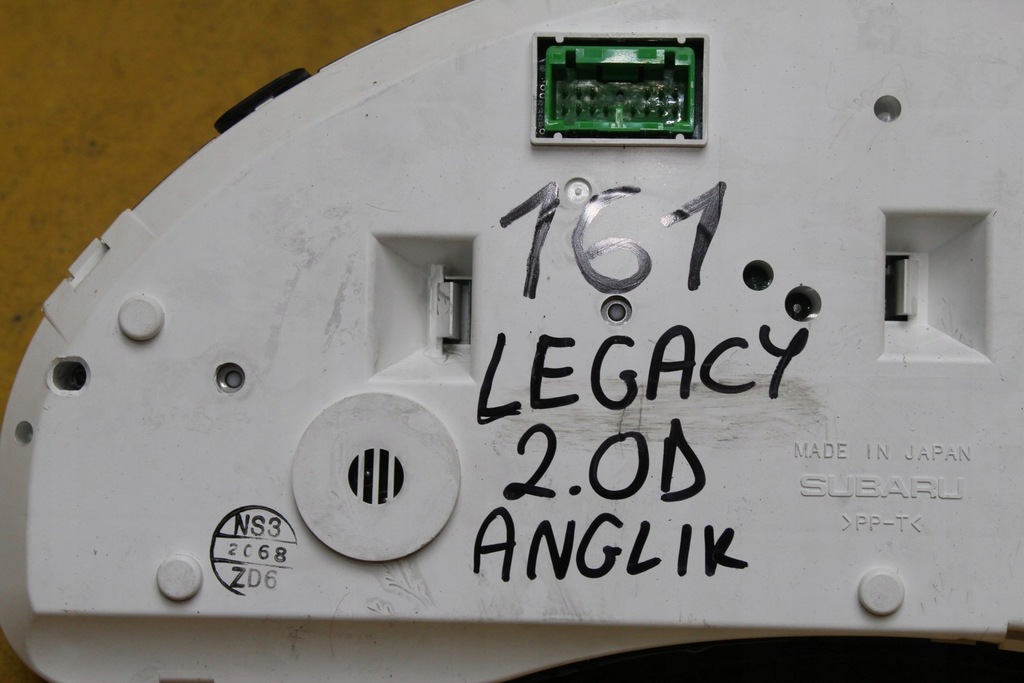 161
LEGACY
2.0D
ANGLIK
MADE IN JAPAN
SUBARU
>PP-T<
NS3
2068
ZD6